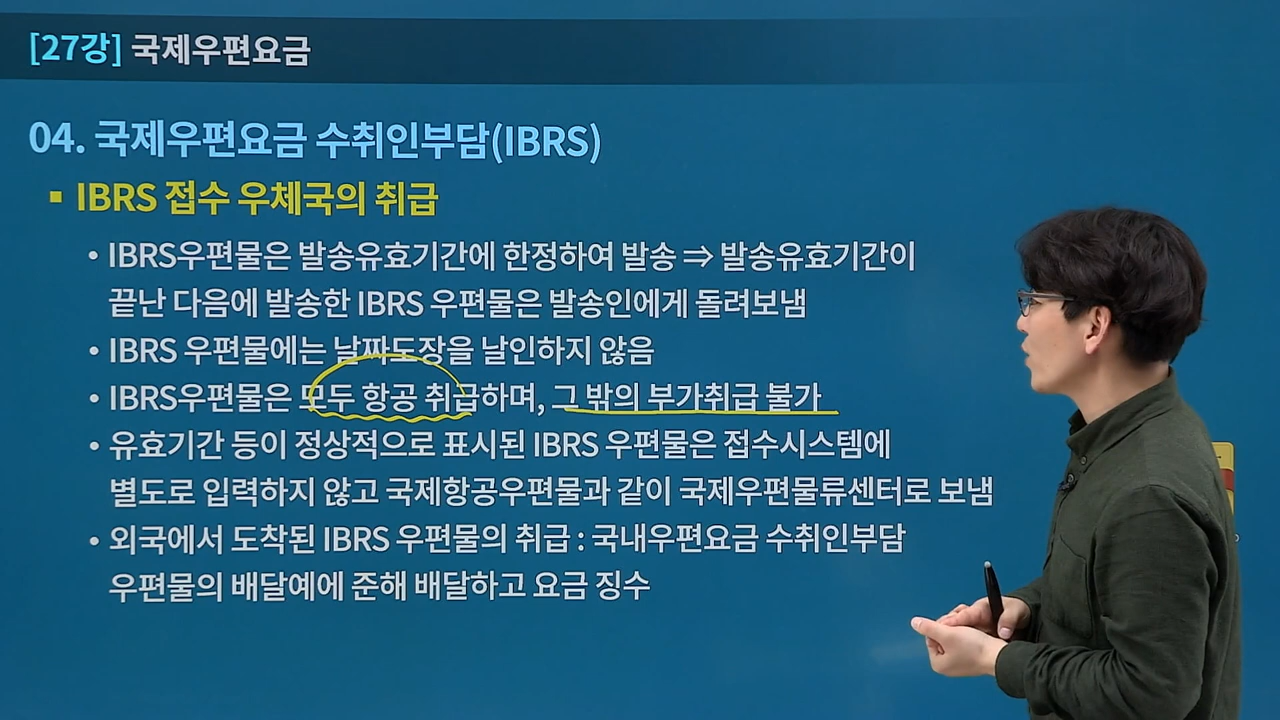 [27강] 국제우편요금
04. 국제우편요금 수취인부담(IBRS)
▪ IBRS 접수 우체국의 취급
• IBRS우편물은 발송유효기간에 한정하여 발송 ⇒ 발송유효기간이
끝난 다음에 발송한 IBRS 우편물은 발송인에게 돌려보냄
• IBRS 우편물에는 날짜도장을 날인하지 않음
• IBRS우편물은 모두 항공 취급하며, 그 밖의 부가취급 불가
• 유효기간 등이 정상적으로 표시된 IBRS 우편물은 접수시스템에
별도로 입력하지 않고 국제항공우편물과 같이 국제우편물류센터로 보냄
• 외국에서 도착된 IBRS 우편물의 취급 : 국내우편요금 수취인부담
우편물의 배달예에 준해 배달하고 요금 징수